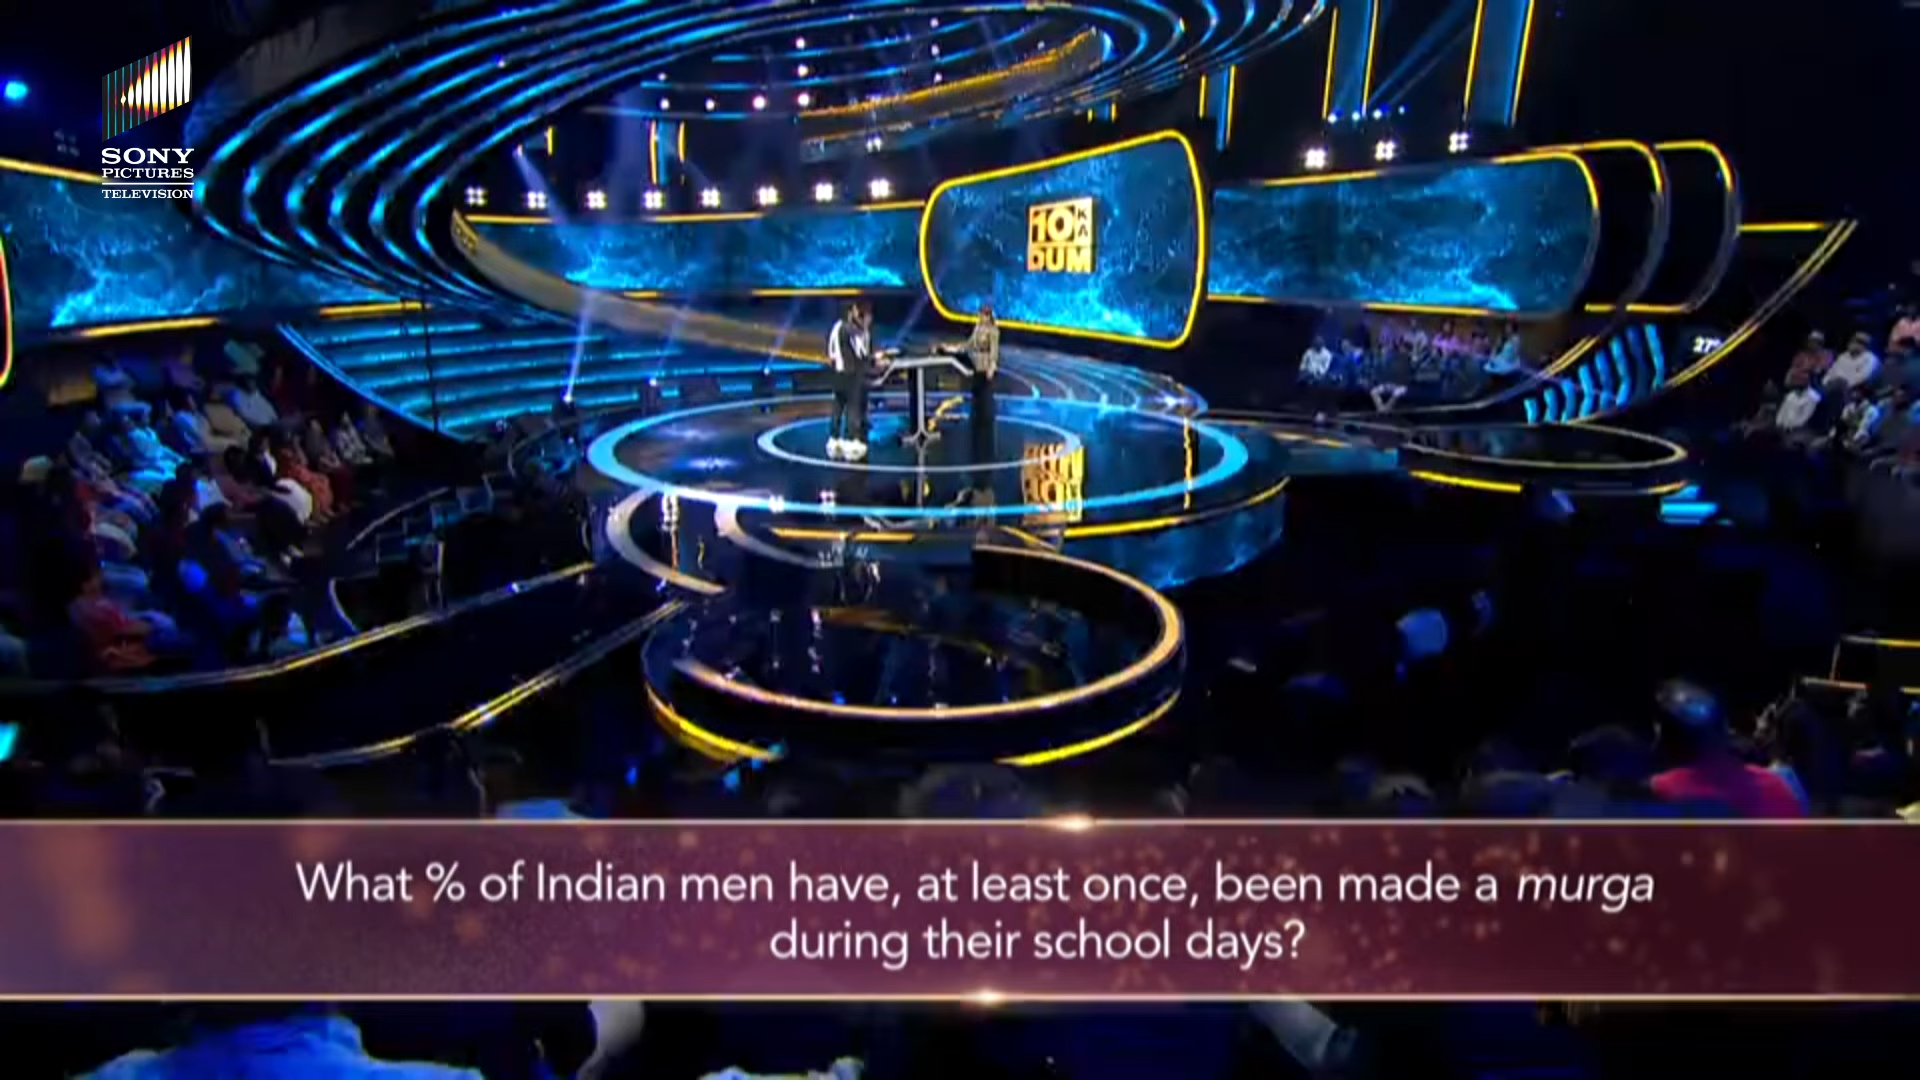 SONY
PICTURES
TELEVISION
10
KA
DUM
What % of Indian men have, at least once, been made a murga
during their school days?